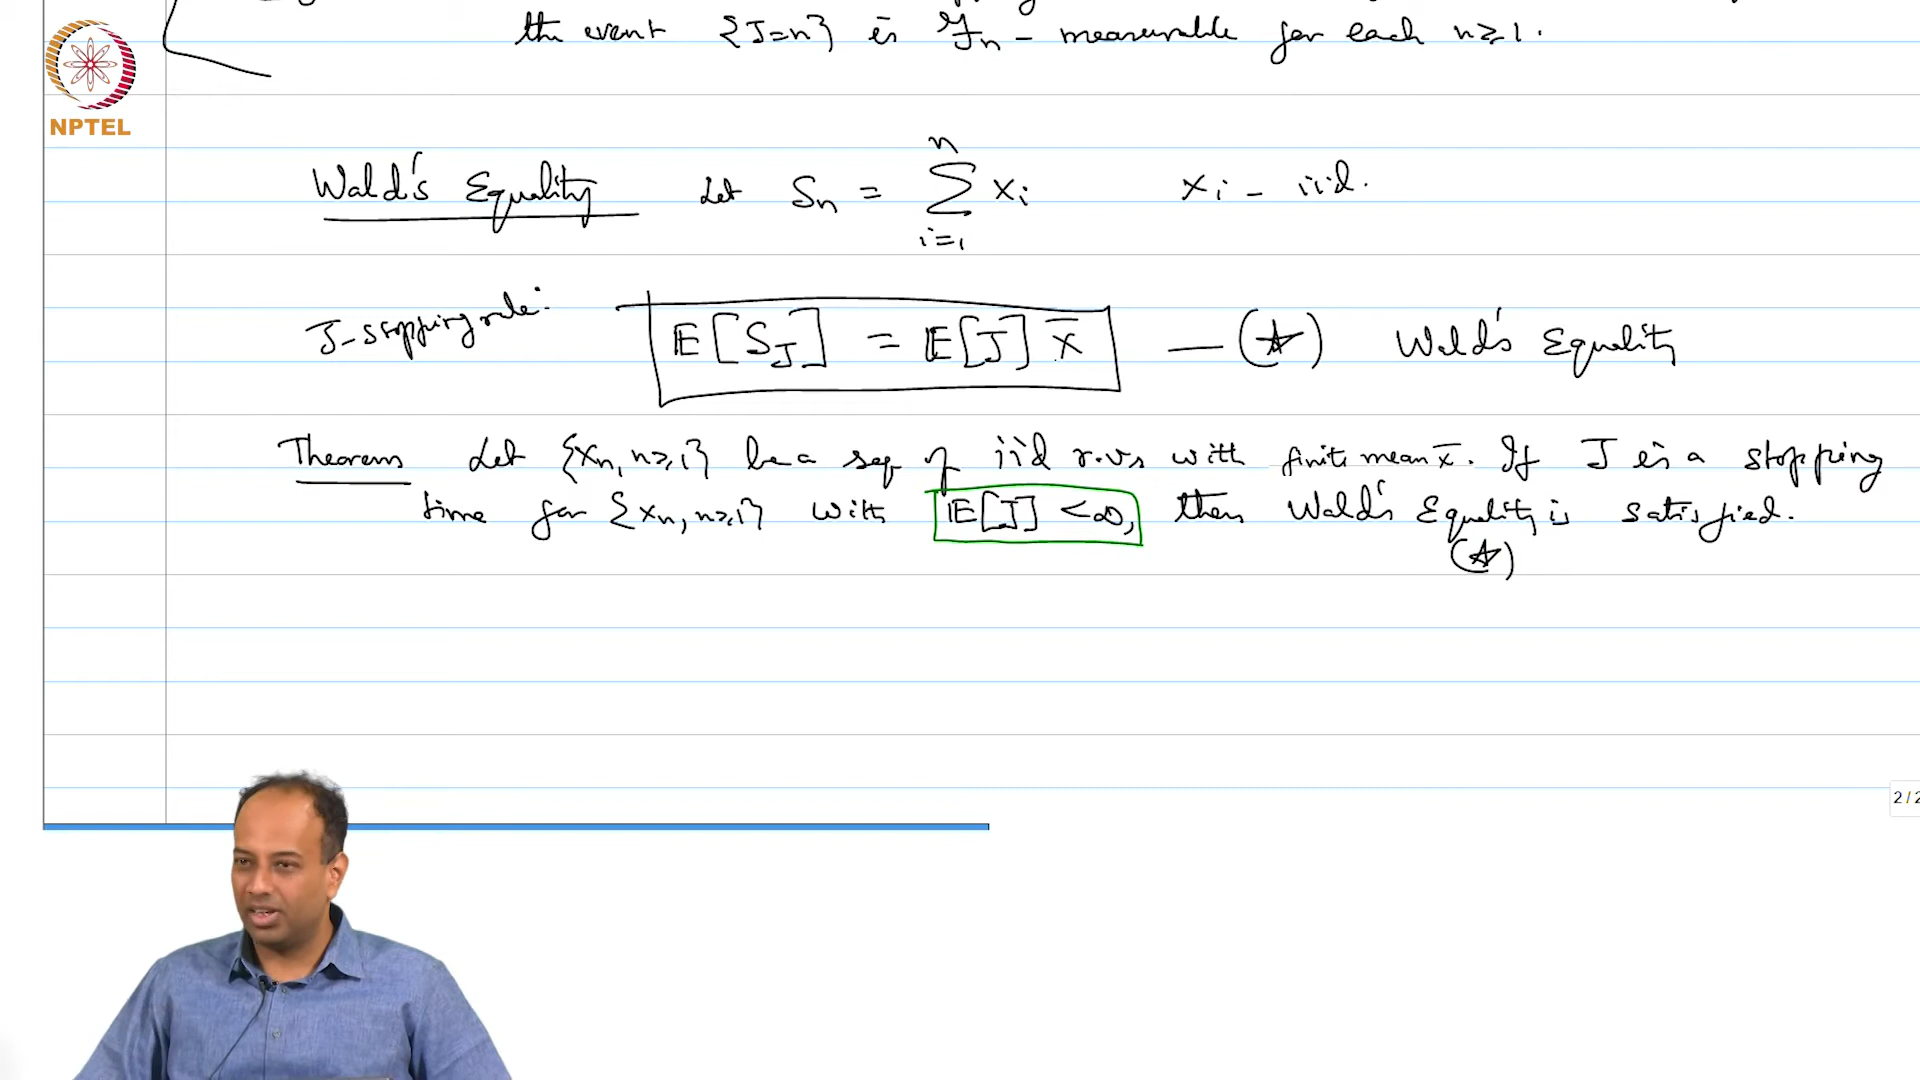 the event {J=n} is ℱn - measurable for each n≥1.
NPTEL
Wald's Equality Let Sn = n∑i=1 Xi Xi - iid.
J-stopping rule: E[SJ] = E[J] X̄ — (☆) Wald's Equality
Theorem Let {Xn, n≥1} be a seq of iid r.vs with finite mean X̄. If J is a stopping
time for {Xn, n≥1} with E[J] <∞, then Wald's Equality is satisfied.
(☆)
2/2